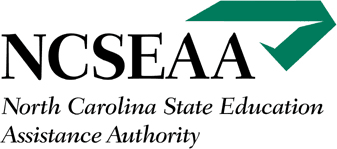 NCSEAA
North Carolina State Education
Assistance Authority